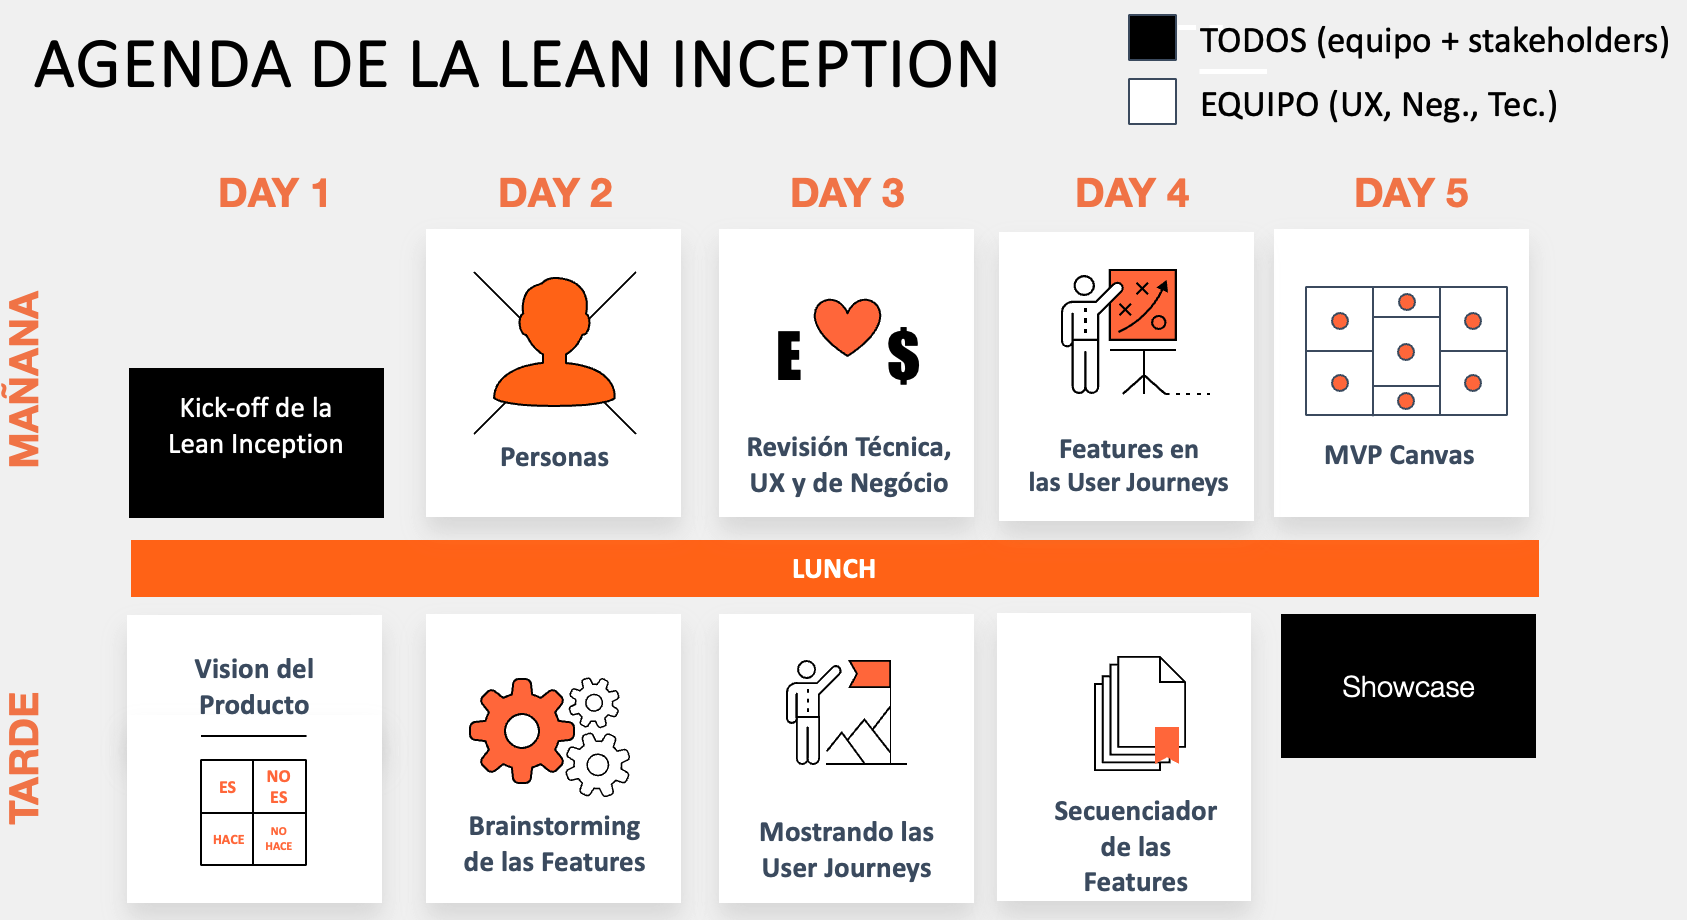 AGENDA DE LA LEAN INCEPTION
TODOS (equipo + stakeholders)
EQUIPO (UX, Neg., Tec.)
DAY 1
DAY 2
DAY 3
DAY 4
DAY 5
MAÑANA
Kick-off de la
Lean Inception
Personas
E $
Revisión Técnica,
UX y de Negócio
Features en
las User Journeys
MVP Canvas
LUNCH
TARDE
Vision del
Producto
ES
NO
ES
HACE
NO
HACE
Brainstorming
de las Features
Mostrando las
User Journeys
Secuenciador
de las
Features
Showcase